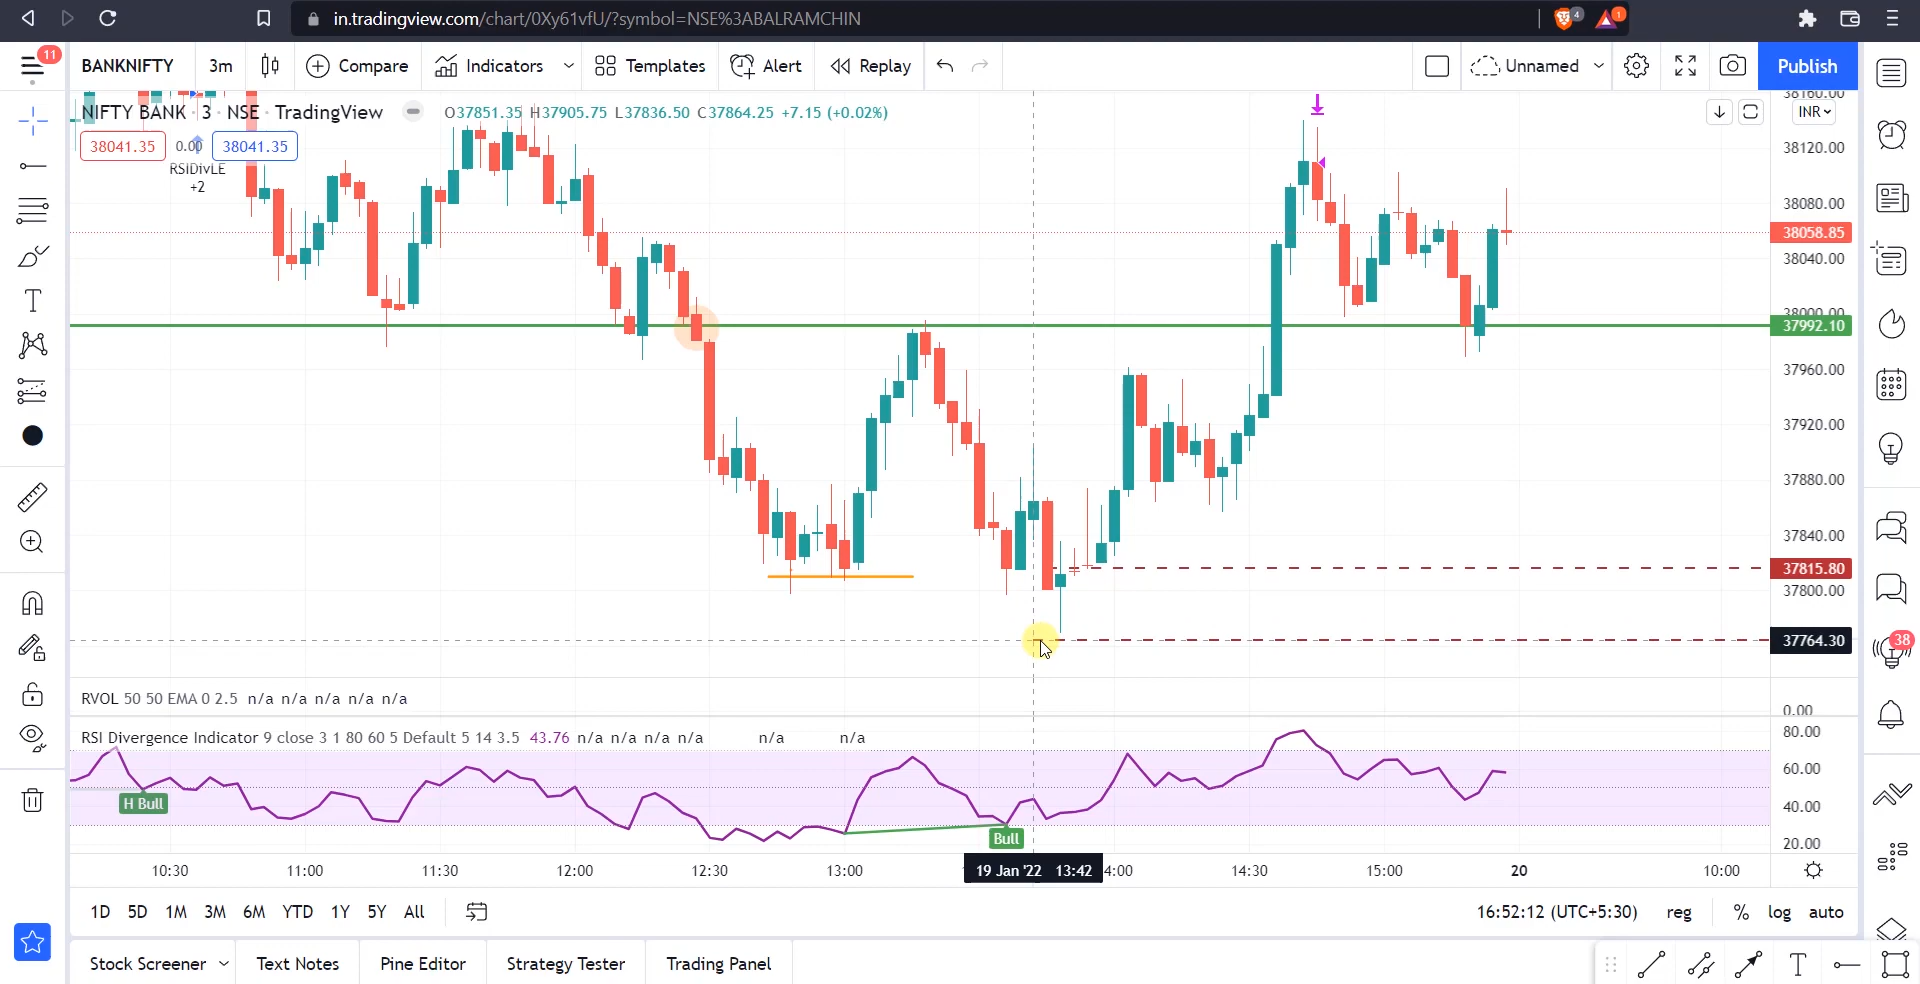 in.tradingview.com/chart/0Xy61vfU/?symbol=NSE%3ABALRAMCHIN
4
1
11
BANKNIFTY
3m
Compare
Indicators
Templates
Alert
Replay
Unnamed
Publish
NIFTY BANK · 3 · NSE · TradingView
O37851.35 H37905.75 L37836.50 C37864.25 +7.15 (+0.02%)
INR
38041.35
0.00
38041.35
RSIDivLE
+2
38160.00
38120.00
38080.00
38058.85
38040.00
38000.00
37992.10
37960.00
37920.00
37880.00
37840.00
37815.80
37800.00
37764.30
38
RVOL 50 50 EMA 0 2.5 n/a n/a n/a n/a n/a
0.00
RSI Divergence Indicator 9 close 3 1 80 60 5 Default 5 14 3.5 43.76 n/a n/a n/a n/a n/a n/a
80.00
60.00
40.00
20.00
H Bull
Bull
10:30
11:00
11:30
12:00
12:30
13:00
19 Jan '22 13:42
4:00
14:30
15:00
20
10:00
1D 5D 1M 3M 6M YTD 1Y 5Y All
16:52:12 (UTC+5:30)
reg
%
log
auto
Stock Screener
Text Notes
Pine Editor
Strategy Tester
Trading Panel